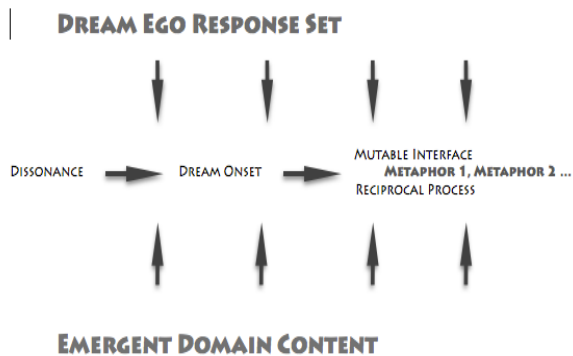 Dream Ego Response Set
Dissonance
Dream Onset
Mutable Interface
Metaphor 1, Metaphor 2 ...
Reciprocal Process
Emergent Domain Content